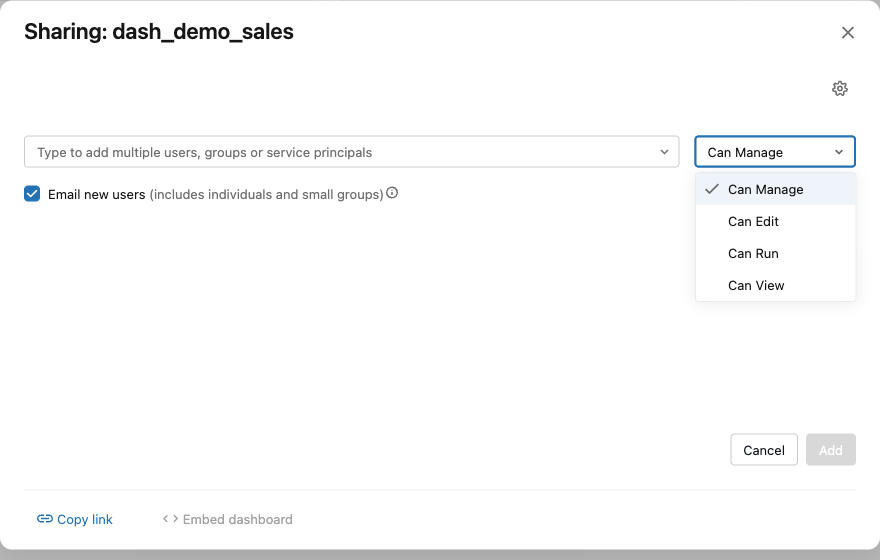 Sharing: dash_demo_sales
Type to add multiple users, groups or service principals
Can Manage
Email new users (includes individuals and small groups)
Can Manage
Can Edit
Can Run
Can View
Cancel
Add
Copy link
Embed dashboard